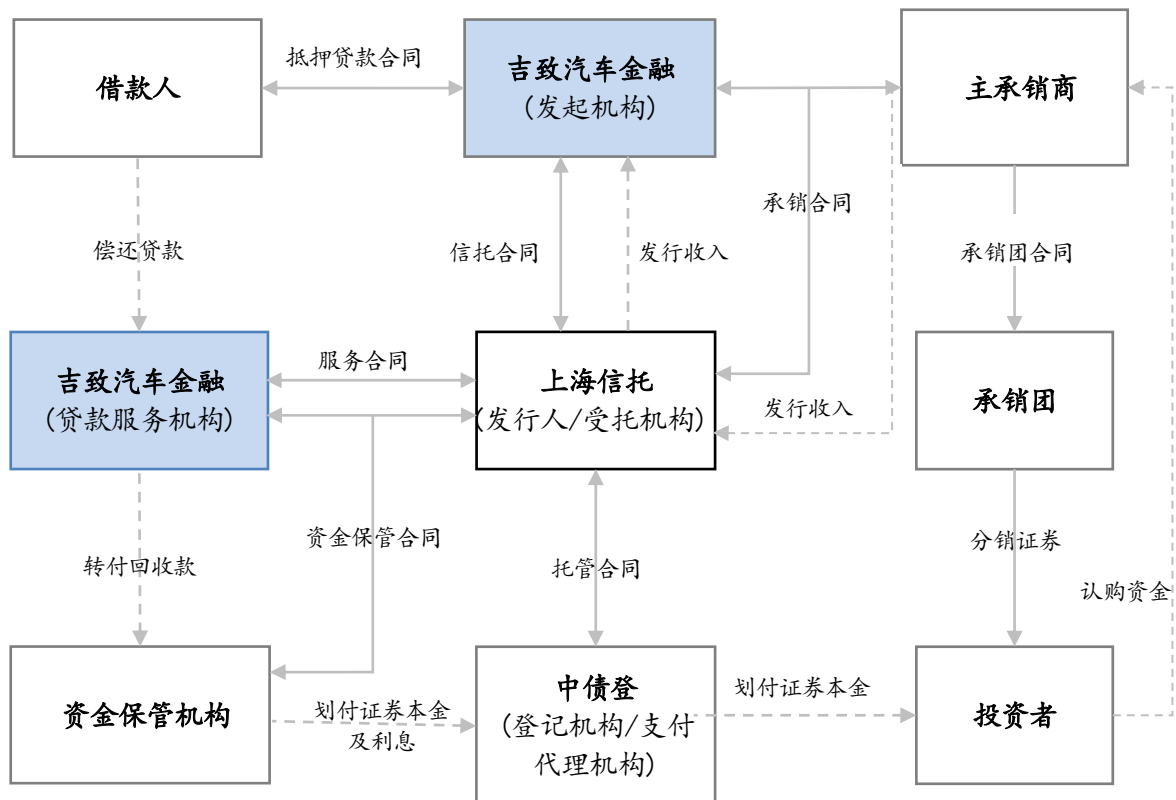 借款人
抵押贷款合同
吉致汽车金融
(发起机构)
主承销商
承销合同
偿还贷款
信托合同
发行收入
承销团合同
吉致汽车金融
(贷款服务机构)
服务合同
上海信托
(发行人/受托机构)
发行收入
承销团
资金保管合同
转付回收款
托管合同
分销证券
认购资金
资金保管机构
划付证券本金
及利息
中债登
(登记机构/支付
代理机构)
划付证券本金
投资者